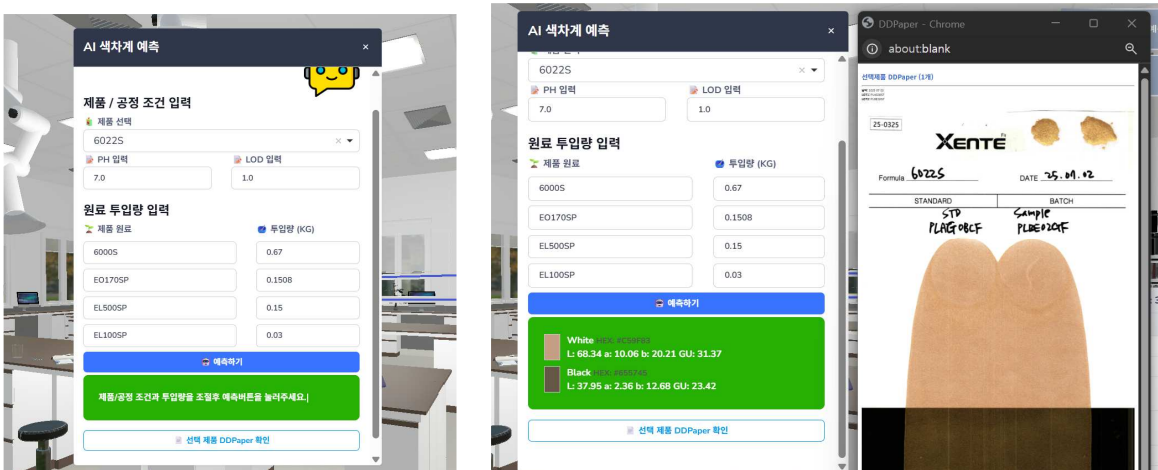 AI 색차계 예측
×
제품 / 공정 조건 입력
제품 선택
6022S
× ▼
PH 입력
LOD 입력
7.0
1.0
원료 투입량 입력
제품 원료
투입량 (KG)
6000S
0.67
EO170SP
0.1508
EL500SP
0.15
EL100SP
0.03
예측하기
제품/공정 조건과 투입량을 조절후 예측버튼을 눌러주세요.|
선택 제품 DDPaper 확인
AI 색차계 예측
×
6022S
× ▼
PH 입력
LOD 입력
7.0
1.0
원료 투입량 입력
제품 원료
투입량 (KG)
6000S
0.67
EO170SP
0.1508
EL500SP
0.15
EL100SP
0.03
예측하기
White
L: 68.34 a: 10.06 b: 20.21 GU: 31.37
Black HEX: #655745
L: 37.95 a: 2.36 b: 12.68 GU: 23.42
선택 제품 DDPaper 확인
DDPaper - Chrome
about:blank
선택제품 DDPaper (1개)
25-0325
XENTE
Formula 6022S
DATE 25.01.02
STANDARD
BATCH
STD
Sample